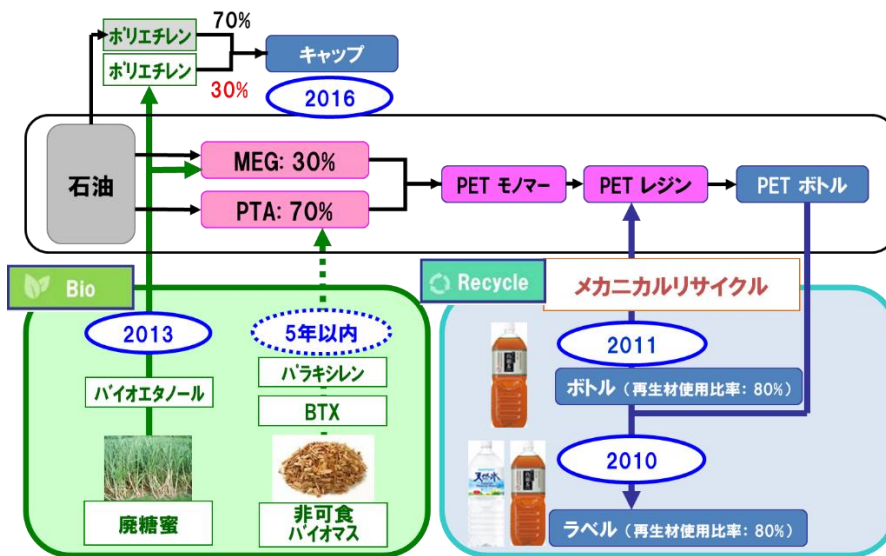 ポリエチレン
70%
ポリエチレン
30%
キャップ
2016
石油
MEG: 30%
PTA: 70%
PET モノマー
PET レジン
PET ボトル
Bio
2013
5年以内
バイオエタノール
パラキシレン
BTX
廃糖蜜
非可食
バイオマス
Recycle
メカニカルリサイクル
2011
ボトル（再生材使用比率: 80%）
2010
天然水
ラベル（再生材使用比率: 80%）